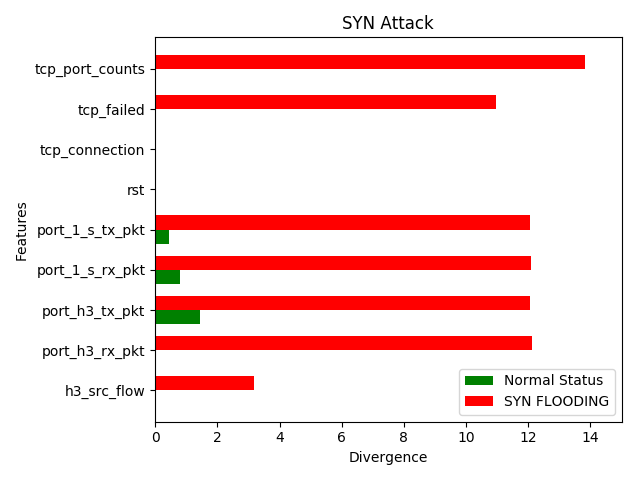 SYN Attack
tcp_port_counts
tcp_failed
tcp_connection
rst
port_1_s_tx_pkt
port_1_s_rx_pkt
port_h3_tx_pkt
port_h3_rx_pkt
h3_src_flow
Features
Normal Status
SYN FLOODING
0 2 4 6 8 10 12 14
Divergence